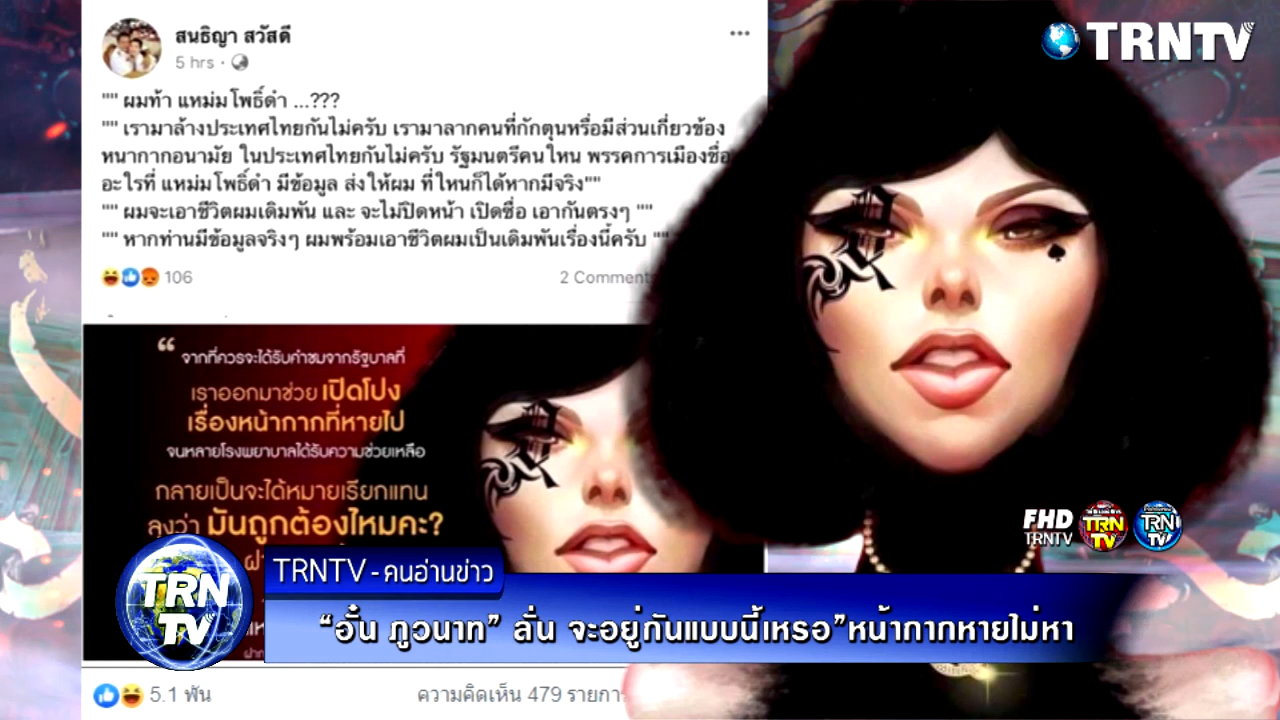 สนธิญา สวัสดี
5 hrs ·
TRNTV
"" ผมท้า แหม่มโพธิ์ดำ ...???
"" เรามาล้างประเทศไทยกันไม่ครับ เรามาลากคนที่กักตุนหรือมีส่วนเกี่ยวข้อง
หนากากอนามัย ในประเทศไทยกันไม่ครับ รัฐมนตรีคนใหน พรรคการเมืองชื่อ
อะไรที่ แหม่มโพธิ์ดำ มีข้อมูล ส่งให้ผม ที่ใหนก็ได้หากมีจริง""
"" ผมจะเอาชีวิตผมเดิมพัน และ จะไม่ปิดหน้า เปิดชื่อ เอากันตรงๆ ""
"" หากท่านมีข้อมูลจริงๆ ผมพร้อมเอาชีวิตผมเป็นเดิมพันเรื่องนี้ครับ ""
106
2 Comments
“ จากที่ควรจะได้รับคำชมจากรัฐบาลที่
เราออกมาช่วย เปิดโปง
เรื่องหน้ากากที่หายไป
จนหลายโรงพยาบาลได้รับความช่วยเหลือ
กลายเป็นจะได้หมายเรียกแทน
ลุงว่า มันถูกต้องไหมคะ?
FHD
TRNTV
TRN
TV
TRN
TV
TRN
TV
TRNTV - คนอ่านข่าว
“อั๋น ภูวนาท” ลั่น จะอยู่กันแบบนี้เหรอ”หน้ากากหายไม่หา
5.1 พัน
ความคิดเห็น 479 รายการ